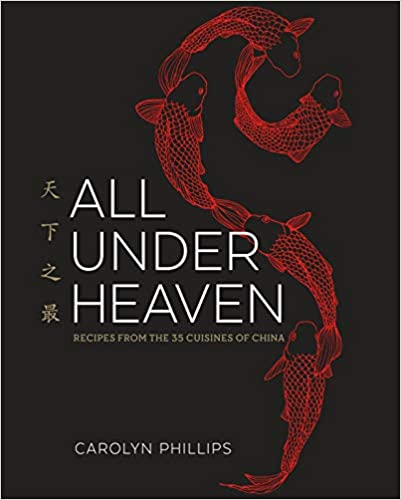 天下之最
ALL
UNDER
HEAVEN
RECIPES FROM THE 35 CUISINES OF CHINA
CAROLYN PHILLIPS